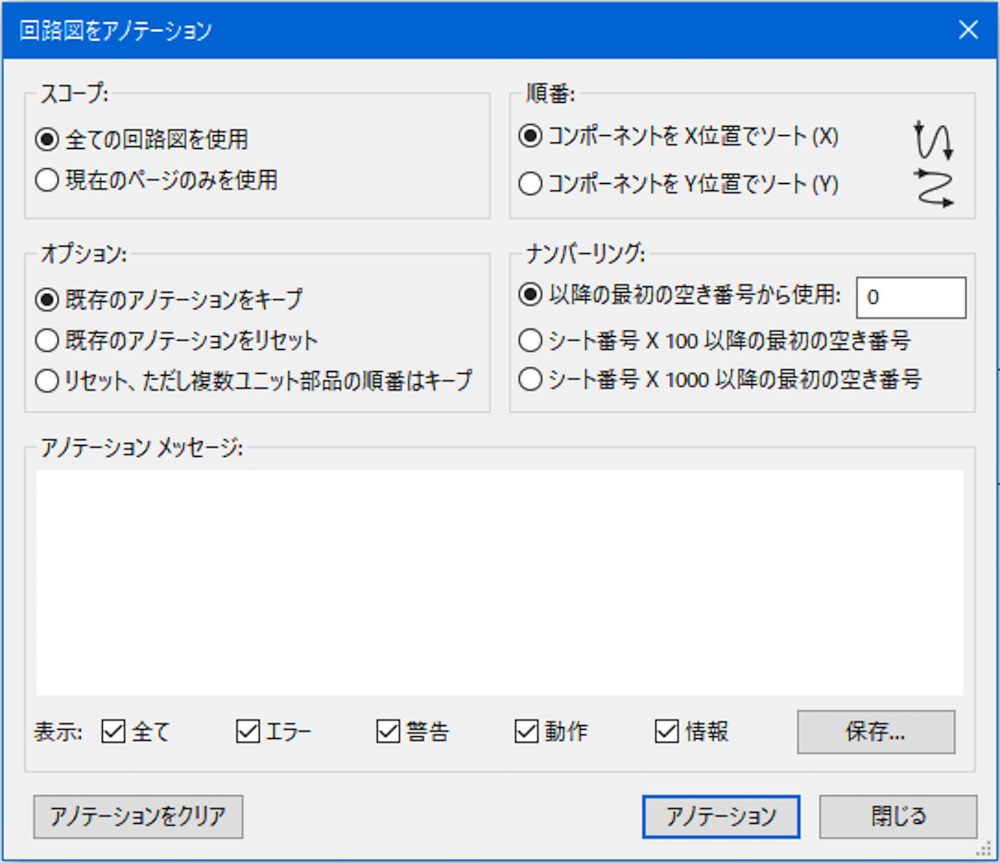 回路図をアノテーション
スコープ:
全ての回路図を使用
現在のページのみを使用
順番:
コンポーネントを X位置でソート (X)
コンポーネントを Y位置でソート (Y)
オプション:
既存のアノテーションをキープ
既存のアノテーションをリセット
リセット、ただし複数ユニット部品の順番はキープ
ナンバーリング:
以降の最初の空き番号から使用: 0
シート番号 X 100 以降の最初の空き番号
シート番号 X 1000 以降の最初の空き番号
アノテーション メッセージ:
表示: 全て エラー 警告 動作 情報 保存...
アノテーションをクリア アノテーション 閉じる